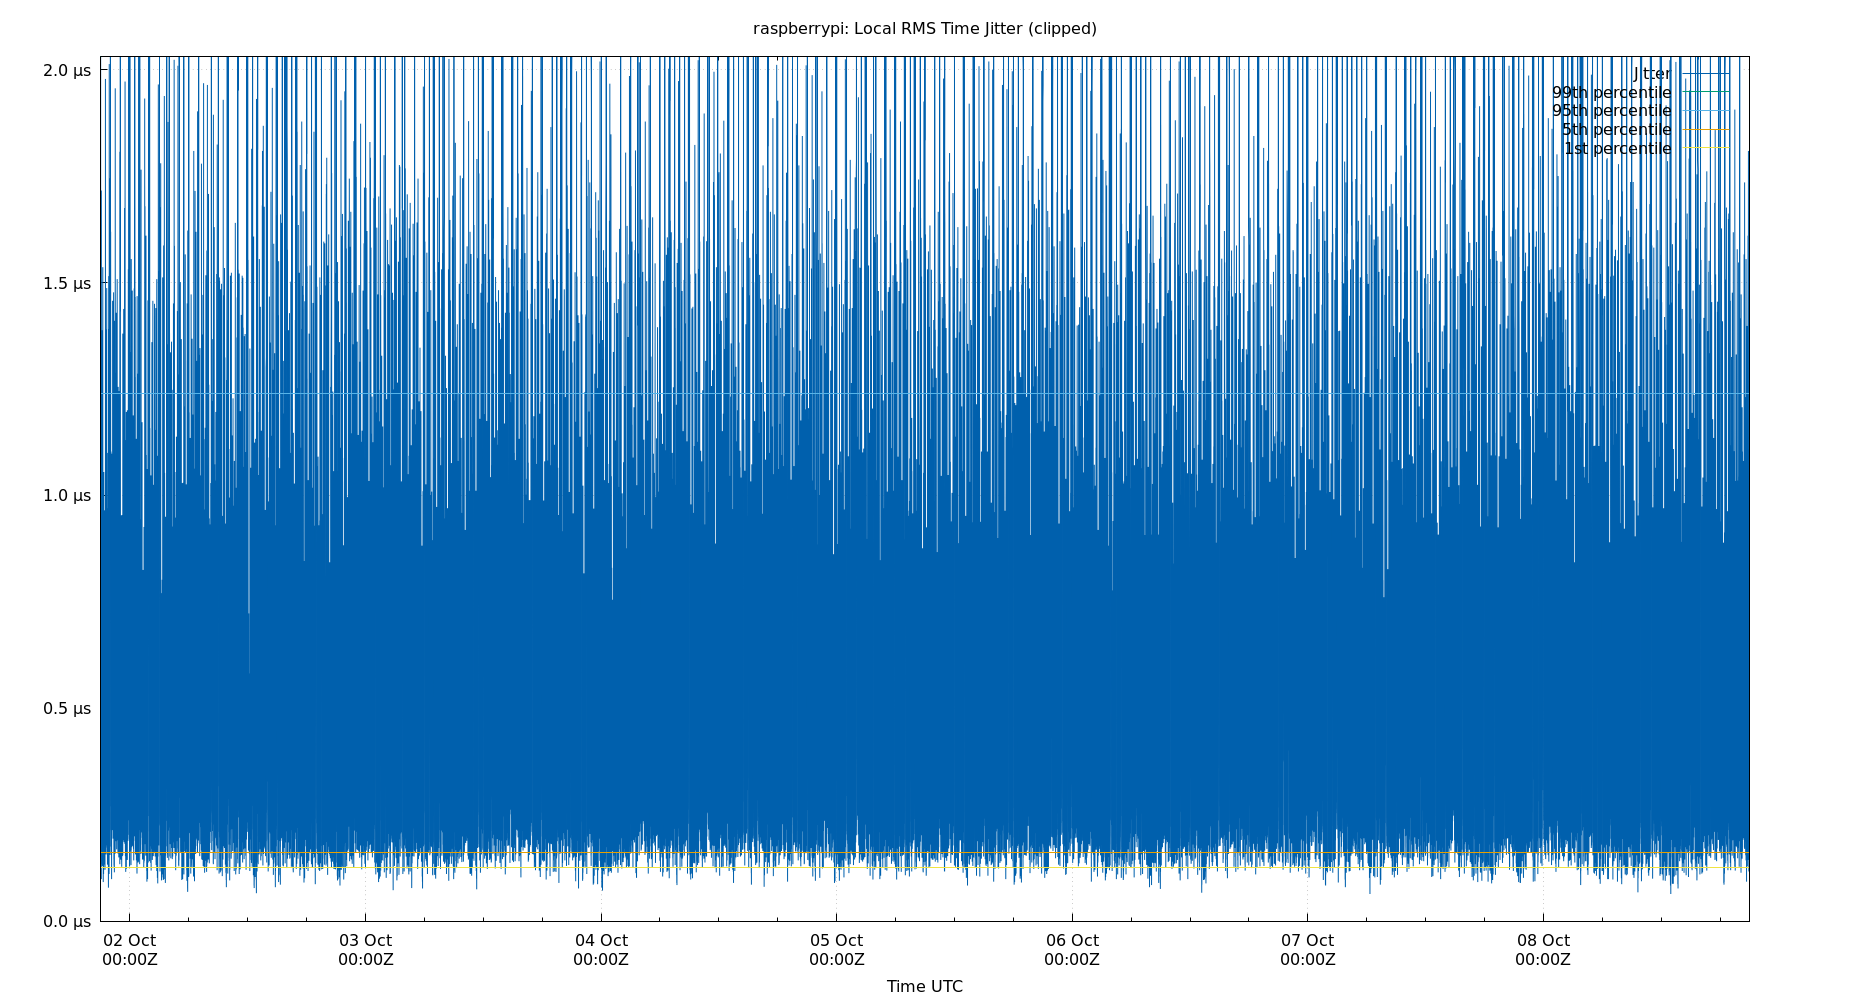 raspberrypi: Local RMS Time Jitter (clipped)
2.0 µs
1.5 µs
1.0 µs
0.5 µs
0.0 µs
Jitter
99th percentile
95th percentile
5th percentile
1st percentile
02 Oct 03 Oct 04 Oct 05 Oct 06 Oct 07 Oct 08 Oct
00:00Z 00:00Z 00:00Z 00:00Z 00:00Z 00:00Z 00:00Z
Time UTC